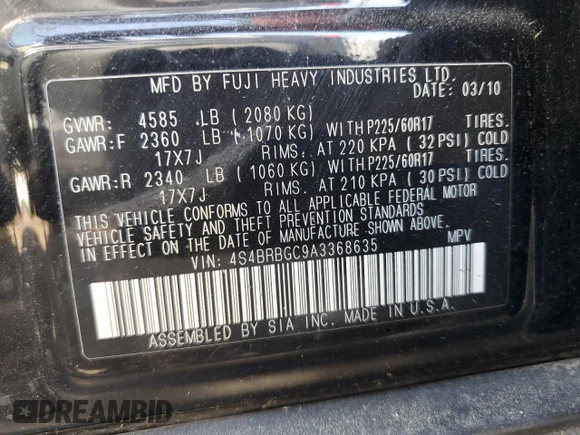 MFD BY FUJI HEAVY INDUSTRIES LTD.
DATE: 03/10
GVWR: 4585 LB (2080 KG)
GAWR:F 2360 LB (1070 KG) WITH P225/60R17 TIRES.
17X7J RIMS. AT 220 KPA (32 PSI) COLD
GAWR:R 2340 LB (1060 KG) WITH P225/60R17 TIRES.
17X7J RIMS. AT 210 KPA (30 PSI) COLD
THIS VEHICLE CONFORMS TO ALL APPLICABLE FEDERAL MOTOR
VEHICLE SAFETY AND THEFT PREVENTION STANDARDS
IN EFFECT ON THE DATE OF MANUFACTURE SHOWN ABOVE.
VIN: 4S4BRBGC9A3368635 MPV
ASSEMBLED BY SIA INC. MADE IN U.S.A.
DREAMBID